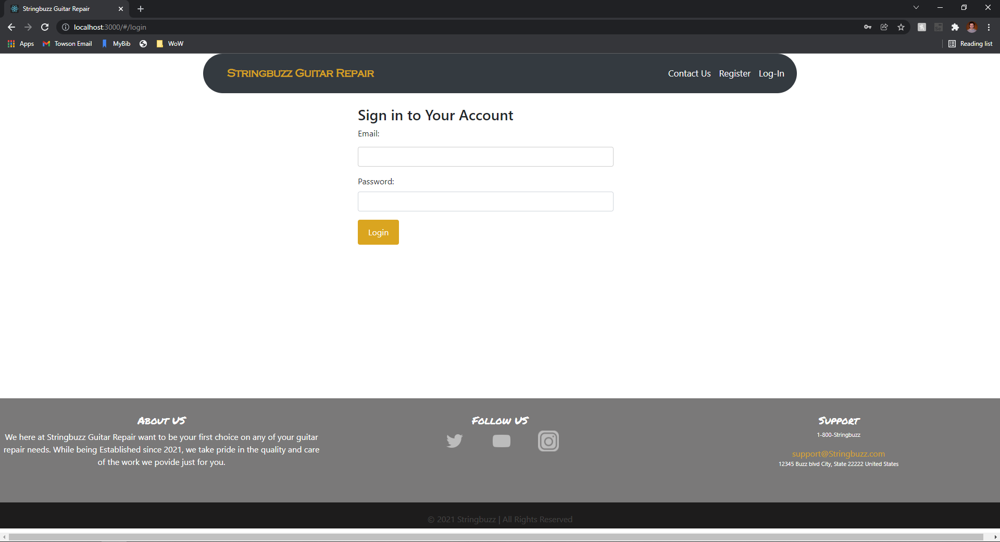 Stringbuzz Guitar Repair
localhost:3000/#/login
Apps Towson Email MyBib WoW Reading list
Stringbuzz Guitar Repair Contact Us Register Log-In
Sign in to Your Account
Email:
Password:
Login
About US
We here at Stringbuzz Guitar Repair want to be your first choice on any of your guitar
repair needs. While being Established since 2021, we take pride in the quality and care
of the work we povide just for you.
Follow US
Support
1-800-Stringbuzz
support@Stringbuzz.com
12345 Buzz blvd City, State 22222 United States
© 2021 Stringbuzz | All Rights Reserved